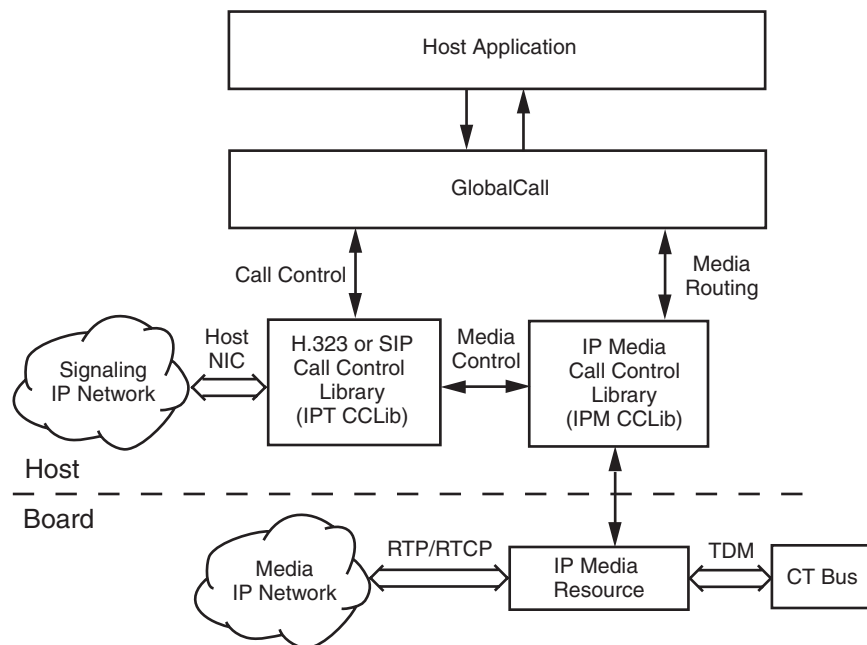 Host Application
GlobalCall
Call Control
Media
Routing
Signaling
IP Network
Host
NIC
H.323 or SIP
Call Control
Library
(IPT CCLib)
Media
Control
IP Media
Call Control
Library
(IPM CCLib)
Host
Board
Media
IP Network
RTP/RTCP
IP Media
Resource
TDM
CT Bus